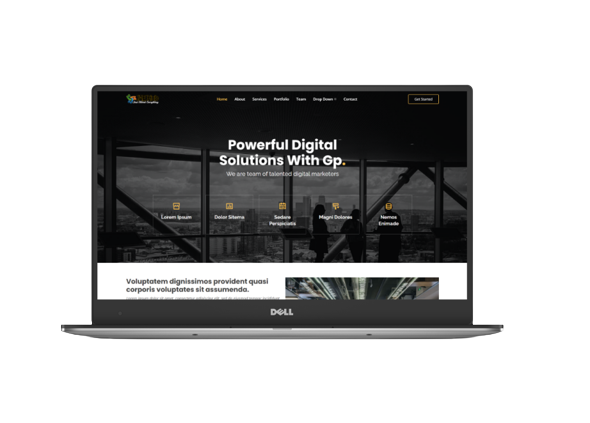 Home About Services Portfolio Team Drop Down Contact Get Started
Powerful Digital
Solutions With Gp.
We are team of talented digital marketers
Lorem Ipsum Dolor Sitema Sedare Magni Dolores Nemos
Perspiciatis Enimade
Voluptatem dignissimos provident quasi
corporis voluptates sit assumenda.
DELL